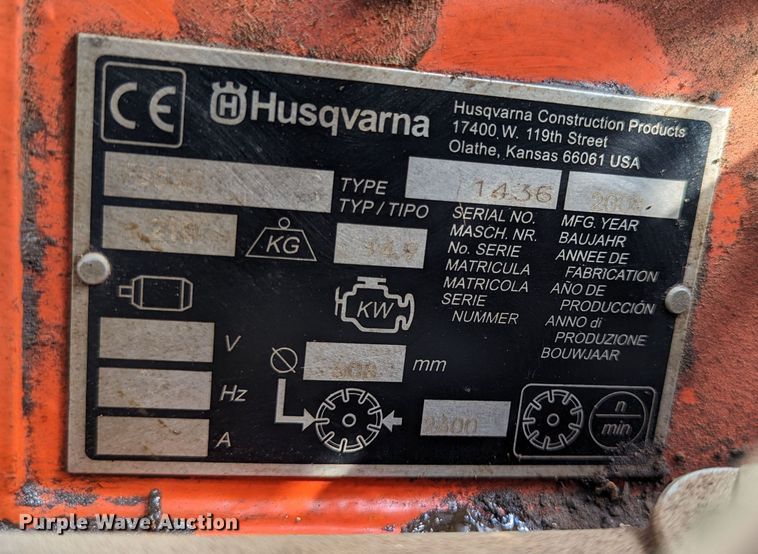 CE
Husqvarna
Husqvarna Construction Products
17400 W. 119th Street
Olathe, Kansas 66061 USA
TYPE
TYP / TIPO
1436
SERIAL NO.
MASCH. NR.
No. SERIE
MATRICULA
MATRICOLA
SERIE
NUMMER
MFG. YEAR
BAUJAHR
ANNEE DE
FABRICATION
AÑO DE
PRODUCCIÓN
ANNO di
PRODUZIONE
BOUWJAAR
KG
KW
V
Hz
A
mm
n
min
Purple Wave Auction